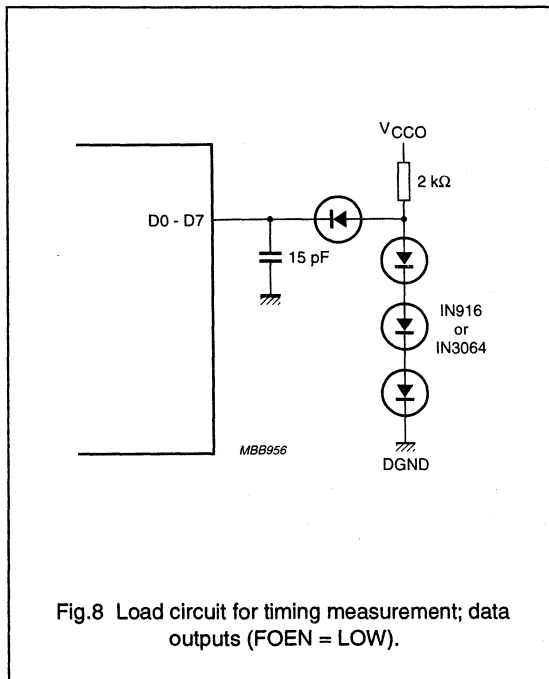 VCCO
2 kΩ
D0 - D7
15 pF
IN916
or
IN3064
MBB956
DGND
Fig.8 Load circuit for timing measurement; data
outputs (FOEN = LOW).